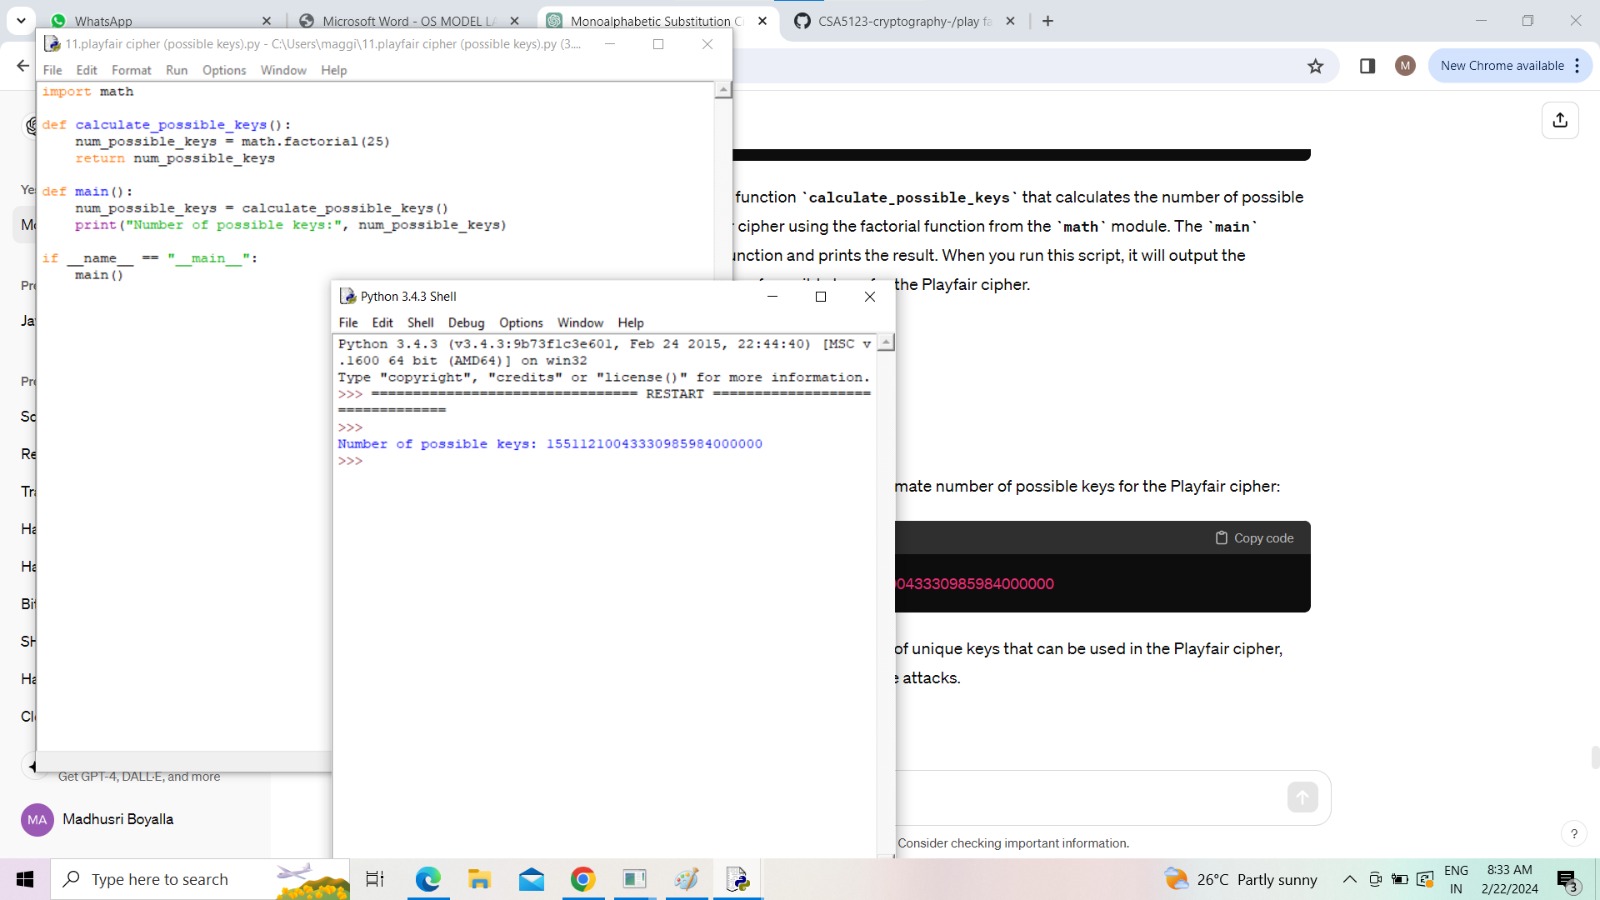 WhatsApp
Microsoft Word - OS MODEL LA
Monoalphabetic Substitution C
CSA5123-cryptography-/play fa
11.playfair cipher (possible keys).py - C:\Users\maggi\11.playfair cipher (possible keys).py (3....
New Chrome available
M
File Edit Format Run Options Window Help
import math
def calculate_possible_keys():
    num_possible_keys = math.factorial(25)
    return num_possible_keys
def main():
    num_possible_keys = calculate_possible_keys()
    print("Number of possible keys:", num_possible_keys)
if __name__ == "__main__":
    main()
Python 3.4.3 Shell
File Edit Shell Debug Options Window Help
Python 3.4.3 (v3.4.3:9b73f1c3e601, Feb 24 2015, 22:44:40) [MSC v
.1600 64 bit (AMD64)] on win32
Type "copyright", "credits" or "license()" for more information.
>>> ================================ RESTART ===================
=============
>>>
Number of possible keys: 15511210043330985984000000
>>>
function `calculate_possible_keys` that calculates the number of possible
cipher using the factorial function from the `math` module. The `main`
unction and prints the result. When you run this script, it will output the
the Playfair cipher.
mate number of possible keys for the Playfair cipher:
Copy code
043330985984000000
of unique keys that can be used in the Playfair cipher,
e attacks.
Consider checking important information.
?
Ye
Mo
Pre
Ja
Pre
Sc
Re
Tra
Ha
Ha
Bit
SH
Ha
Cl
Get GPT-4, DALL·E, and more
MA
Madhusri Boyalla
Type here to search
26°C Partly sunny
ENG
IN
8:33 AM
2/22/2024
3